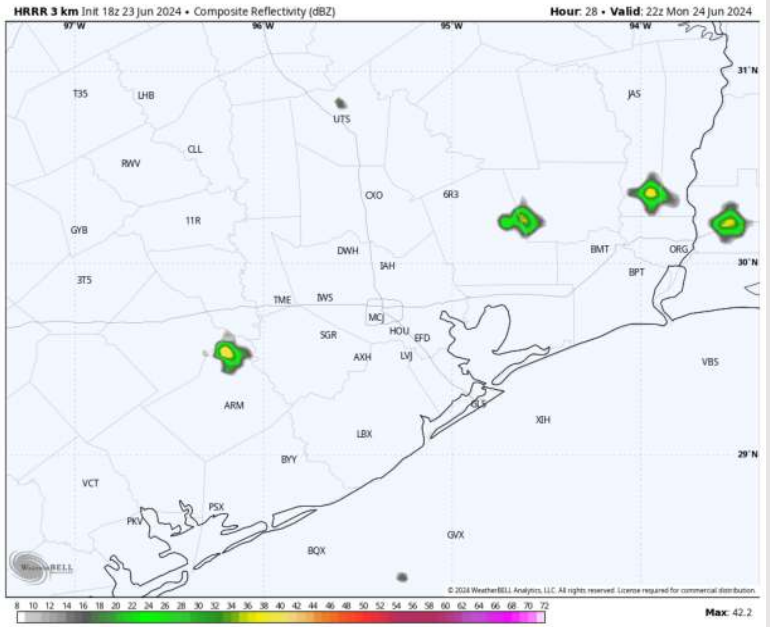 HRRR 3 km Init 18z 23 Jun 2024 • Composite Reflectivity (dBZ) Hour: 28 • Valid: 22z Mon 24 Jun 2024
97°W 96°W 95°W 94°W
31°N
T35 LHB JAS
UTS
CLL
RWV
CXO 6R3
11R
GYB
DWH BMT ORG
IAH 30°N
3T5 BPT
TME IWS
MCJ
SGR HOU EFD
AXH LVJ VBS
ARM GLS
XIH
LBX
BYY 29°N
VCT
PSX
PKV
GVX
BQX
WeatherBELL
© 2024 WeatherBELL Analytics, LLC. All rights reserved. License required for commercial distribution.
8 10 12 14 16 18 20 22 24 26 28 30 32 34 36 38 40 42 44 46 48 50 52 54 56 58 60 62 64 66 68 70 72 Max: 42.2